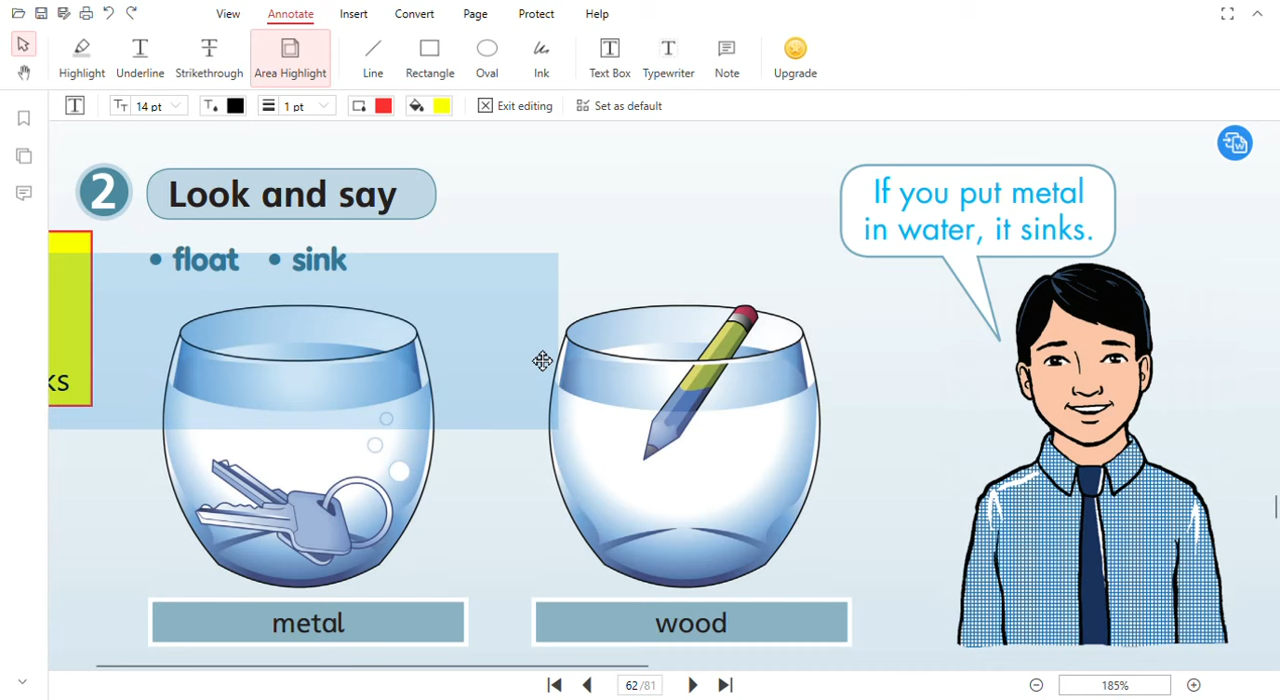 View Annotate Insert Convert Page Protect Help
Highlight Underline Strikethrough Area Highlight Line Rectangle Oval Ink Text Box Typewriter Note Upgrade
14 pt 1 pt Exit editing Set as default
2 Look and say
• float • sink
ks
If you put metal
in water, it sinks.
metal wood
62 /81 185%